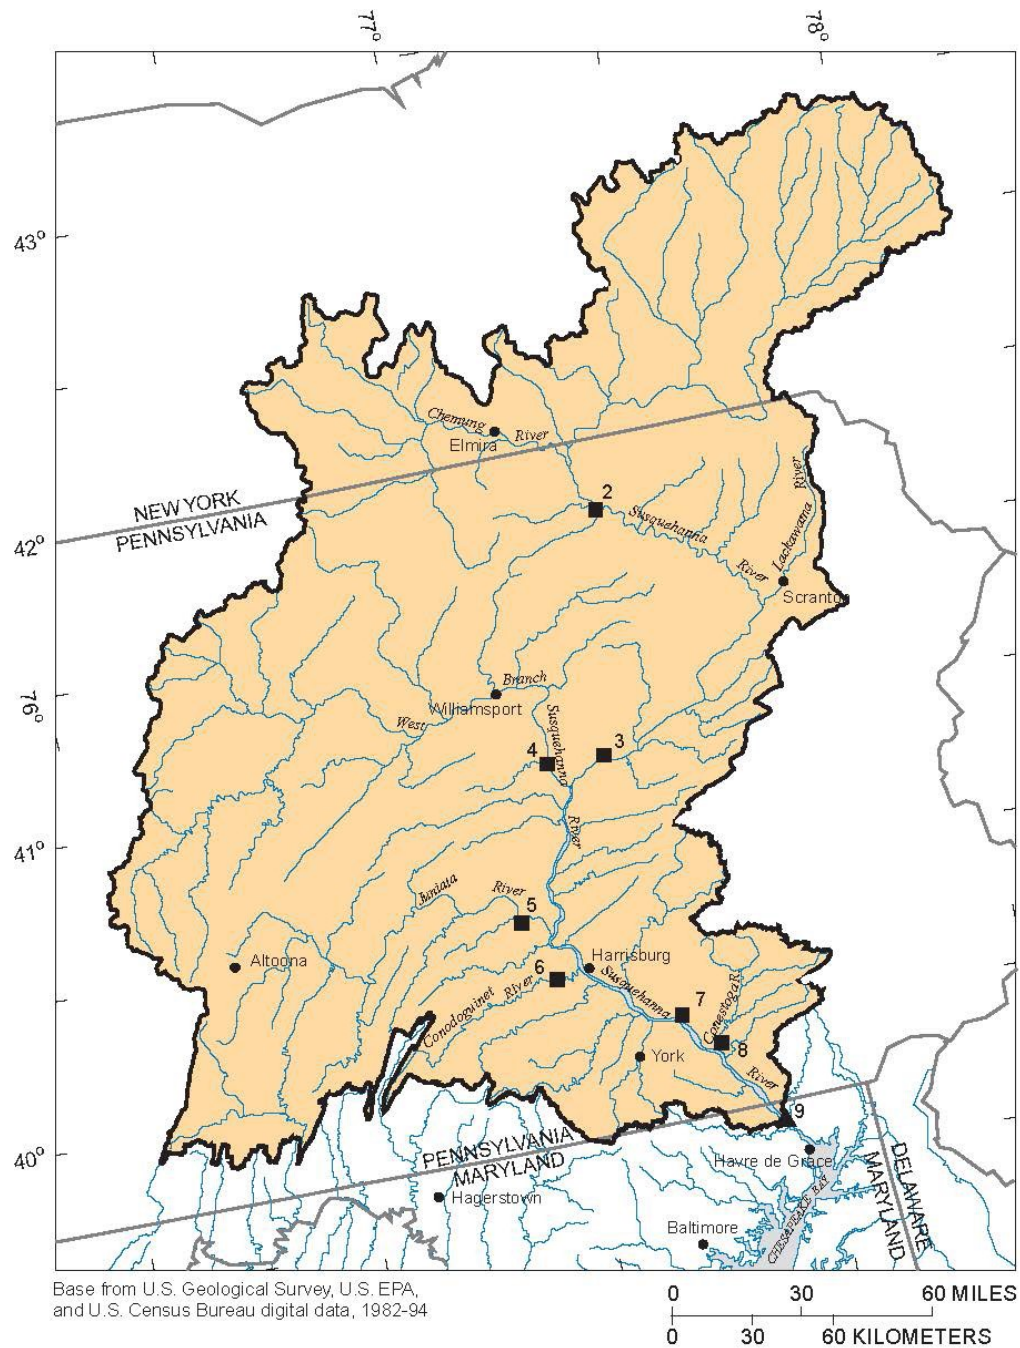 77°
78°
43°
Chemung
River
Elmira
NEW YORK
PENNSYLVANIA
2
Susquehanna
River
Lackawanna
River
42°
Scranton
Branch
Williamsport
West
Susquehanna
River
76°
4
3
41°
Juniata
River
5
Altoona
Harrisburg
6
Susquehanna
Conodoguinet
River
7
Conestoga R.
8
York
River
9
40°
PENNSYLVANIA
MARYLAND
Havre de Grace
DELAWARE
MARYLAND
Hagerstown
Baltimore
CHESAPEAKE BAY
Base from U.S. Geological Survey, U.S. EPA,
and U.S. Census Bureau digital data, 1982-94
0 30 60 MILES
0 30 60 KILOMETERS